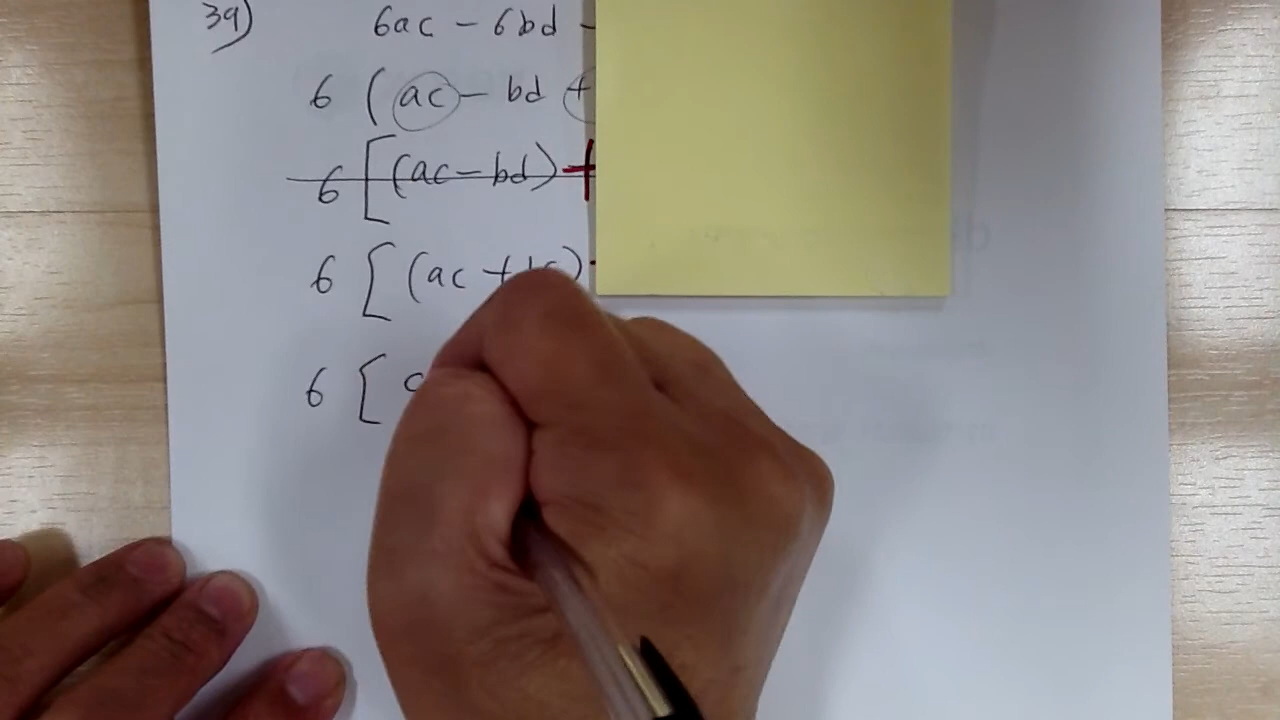 39) 6ac - 6bd -
6 (ac - bd +
6 [(ac - bd) +
6 [(ac +
6 [